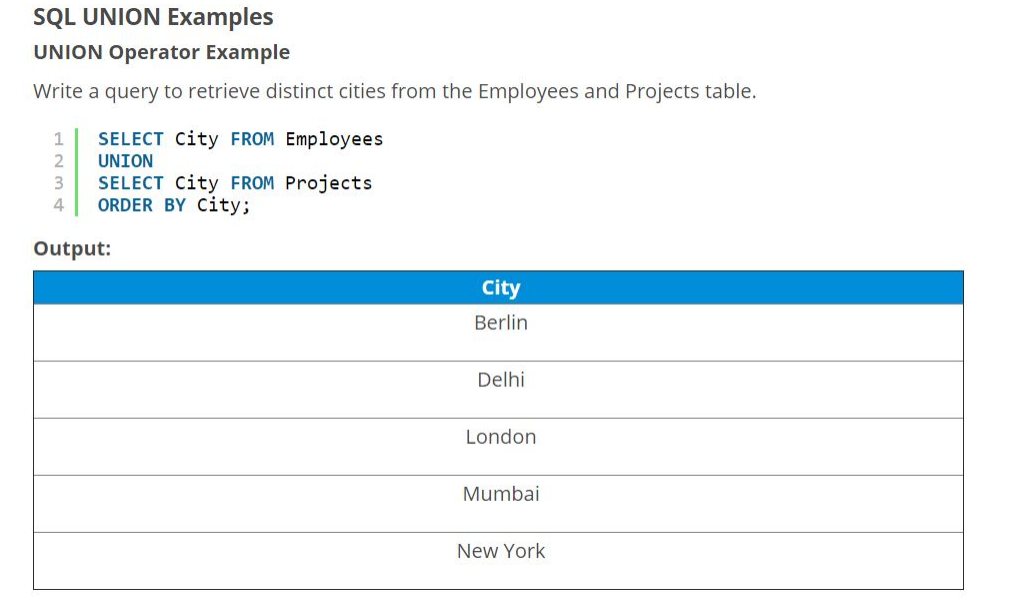 SQL UNION Examples
UNION Operator Example
Write a query to retrieve distinct cities from the Employees and Projects table.
1 SELECT City FROM Employees
2 UNION
3 SELECT City FROM Projects
4 ORDER BY City;
Output:
City
Berlin
Delhi
London
Mumbai
New York